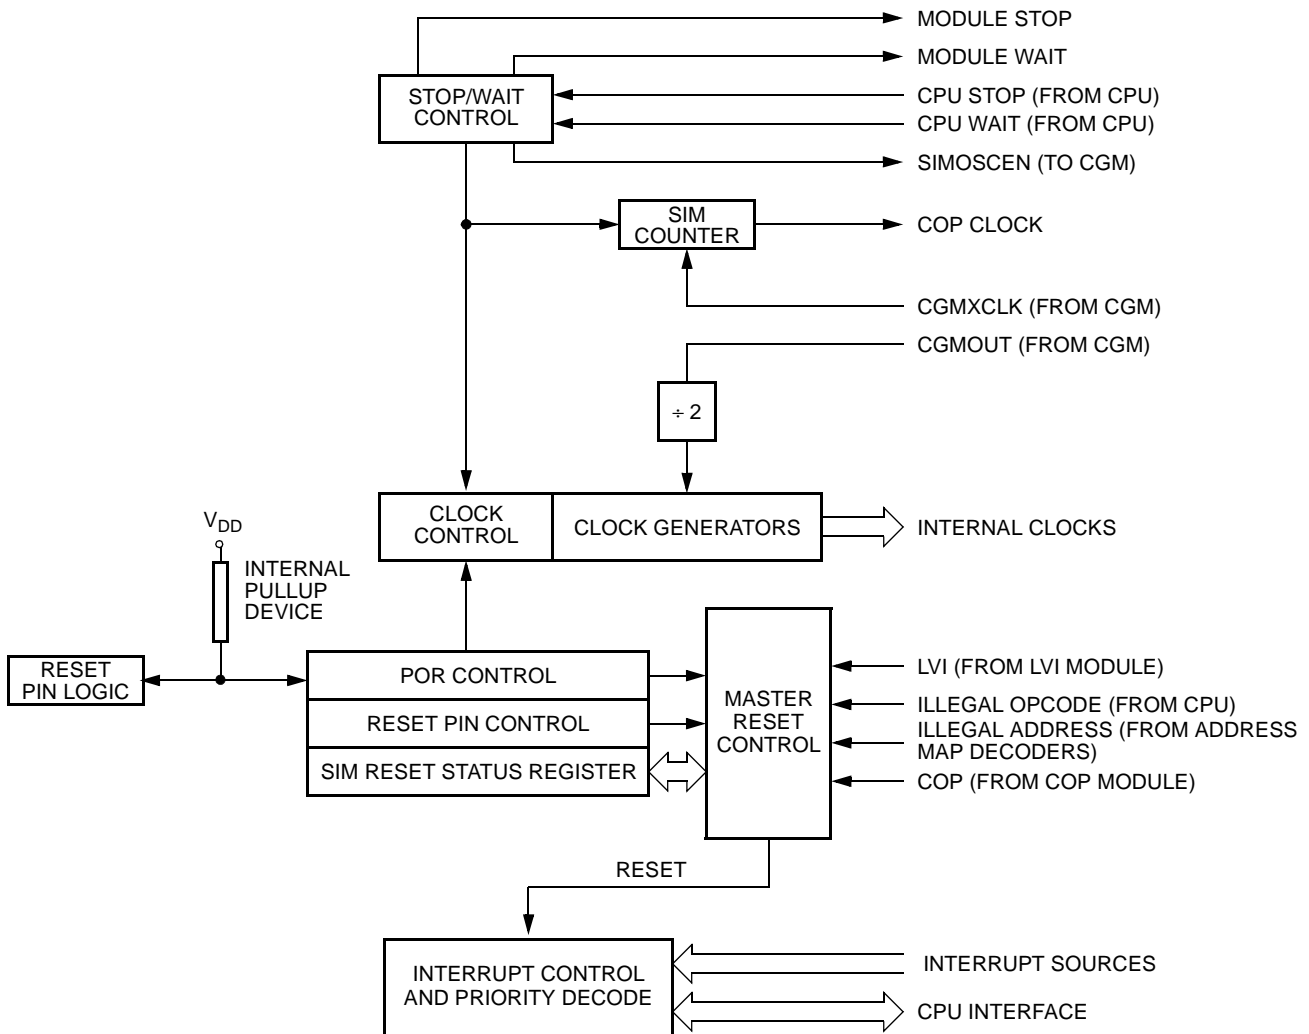 MODULE STOP
MODULE WAIT
STOP/WAIT
CONTROL
CPU STOP (FROM CPU)
CPU WAIT (FROM CPU)
SIMOSCEN (TO CGM)
SIM
COUNTER
COP CLOCK
CGMXCLK (FROM CGM)
CGMOUT (FROM CGM)
÷ 2
CLOCK
CONTROL
CLOCK GENERATORS
INTERNAL CLOCKS
VDD
INTERNAL
PULLUP
DEVICE
RESET
PIN LOGIC
POR CONTROL
RESET PIN CONTROL
SIM RESET STATUS REGISTER
MASTER
RESET
CONTROL
LVI (FROM LVI MODULE)
ILLEGAL OPCODE (FROM CPU)
ILLEGAL ADDRESS (FROM ADDRESS
MAP DECODERS)
COP (FROM COP MODULE)
RESET
INTERRUPT CONTROL
AND PRIORITY DECODE
INTERRUPT SOURCES
CPU INTERFACE